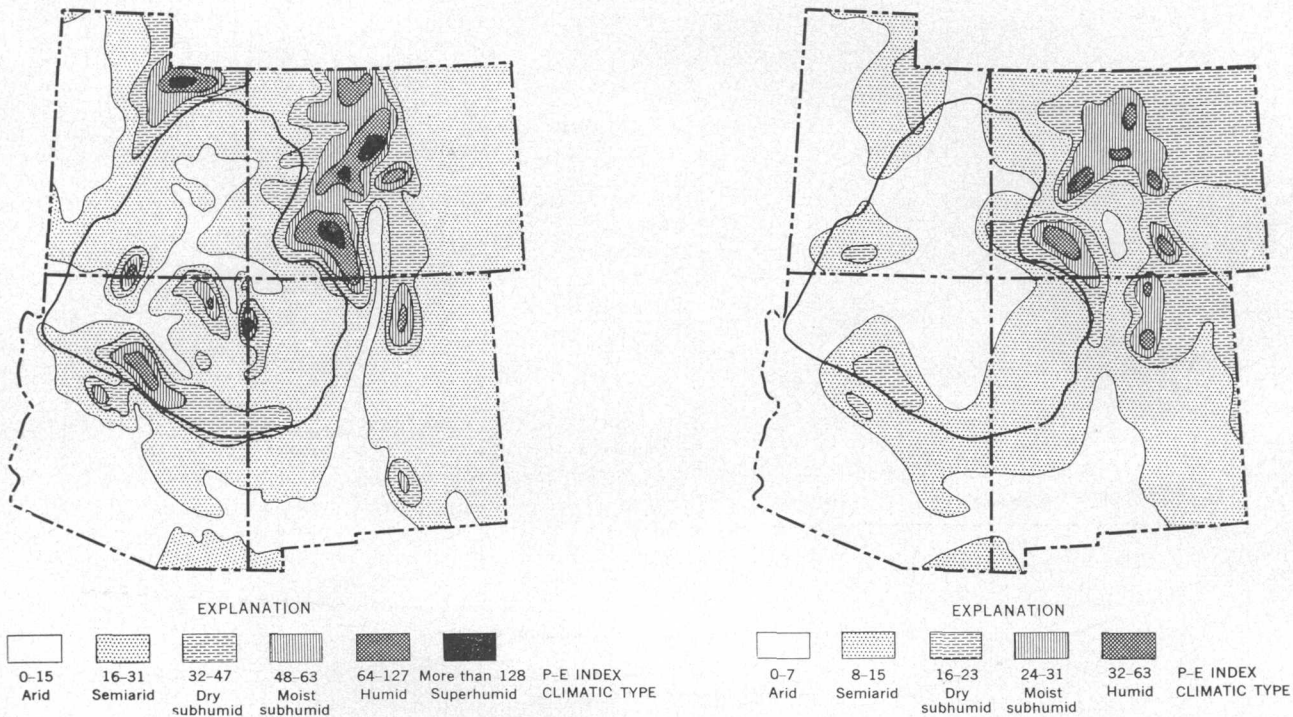 EXPLANATION
0–15 16–31 32–47 48–63 64–127 More than 128 P–E INDEX
Arid Semiarid Dry Moist Humid Superhumid CLIMATIC TYPE
subhumid subhumid
EXPLANATION
0–7 8–15 16–23 24–31 32–63 P–E INDEX
Arid Semiarid Dry Moist Humid CLIMATIC TYPE
subhumid subhumid